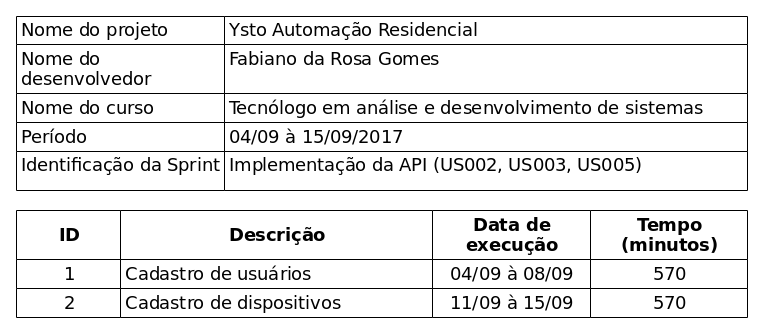 Nome do projeto Ysto Automação Residencial
Nome do Fabiano da Rosa Gomes
desenvolvedor
Nome do curso Tecnólogo em análise e desenvolvimento de sistemas
Período 04/09 à 15/09/2017
Identificação da Sprint Implementação da API (US002, US003, US005)
ID Descrição Data de execução Tempo (minutos)
1 Cadastro de usuários 04/09 à 08/09 570
2 Cadastro de dispositivos 11/09 à 15/09 570